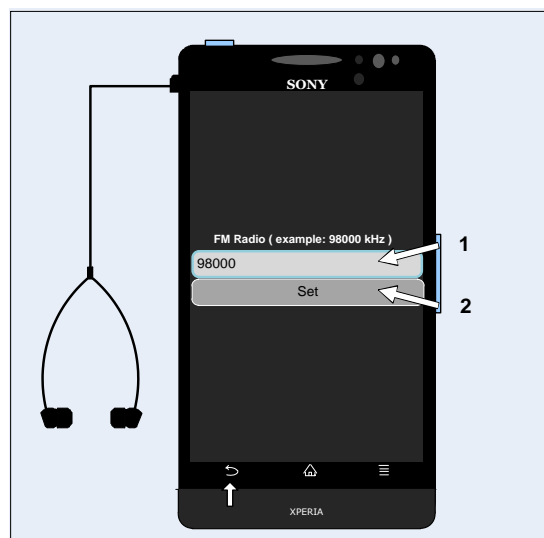 SONY
FM Radio ( example: 98000 kHz )
1
98000
Set
2
XPERIA